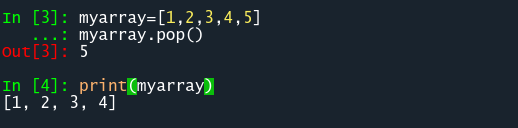 In [3]: myarray=[1,2,3,4,5]
...: myarray.pop()
out[3]: 5
In [4]: print(myarray)
[1, 2, 3, 4]